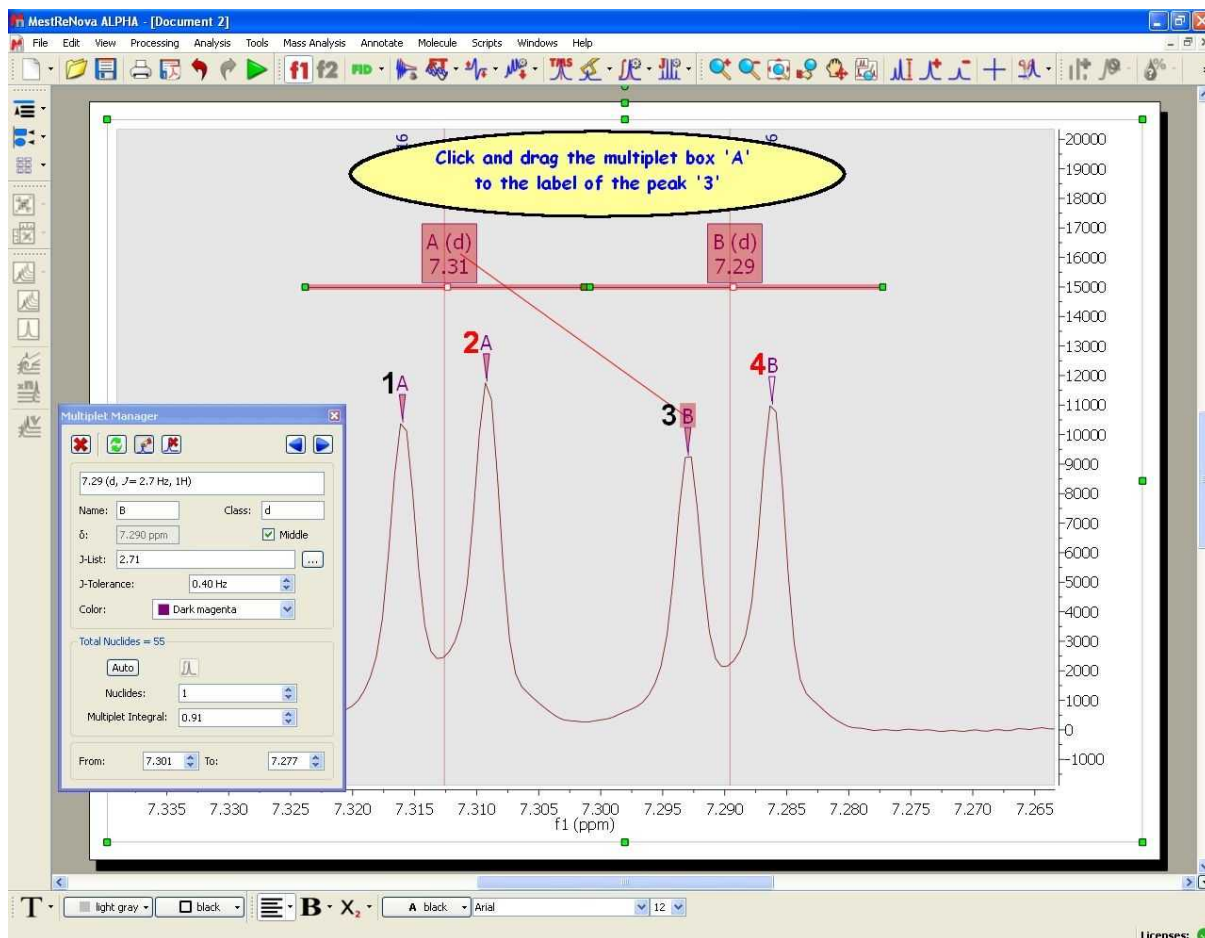 MestReNova ALPHA - [Document 2]
File Edit View Processing Analysis Tools Mass Analysis Annotate Molecule Scripts Windows Help
f1 f2 FID TMS
Click and drag the multiplet box 'A'
to the label of the peak '3'
A (d)
7.31
B (d)
7.29
2A
1A
4B
3B
20000
19000
18000
17000
16000
15000
14000
13000
12000
11000
10000
9000
8000
7000
6000
5000
4000
3000
2000
1000
0
-1000
Multiplet Manager
7.29 (d, J= 2.7 Hz, 1H)
Name: B Class: d
δ: 7.290 ppm Middle
J-List: 2.71 ...
J-Tolerance: 0.40 Hz
Color: Dark magenta
Total Nuclides = 55
Auto
Nuclides: 1
Multiplet Integral: 0.91
From: 7.301 To: 7.277
7.335 7.330 7.325 7.320 7.315 7.310 7.305 7.300 7.295 7.290 7.285 7.280 7.275 7.270 7.265
f1 (ppm)
T light gray black B X2 A black Arial 12
Licenses: